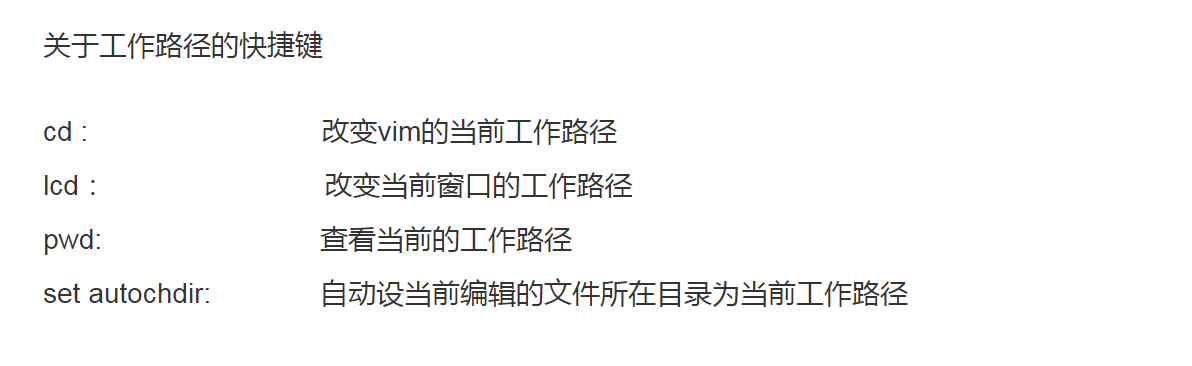 关于工作路径的快捷键
cd : 改变vim的当前工作路径
lcd : 改变当前窗口的工作路径
pwd: 查看当前的工作路径
set autochdir: 自动设当前编辑的文件所在目录为当前工作路径